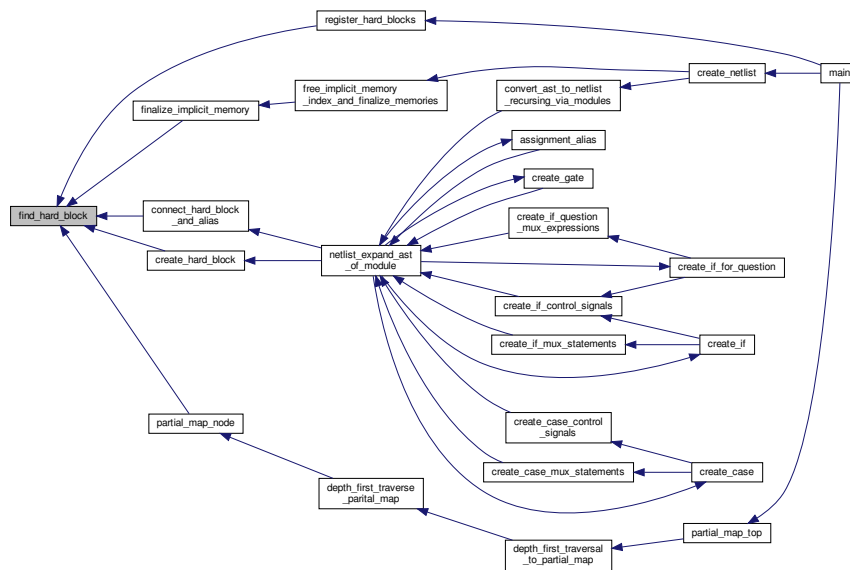 register_hard_blocks
main
create_netlist
free_implicit_memory
_index_and_finalize_memories
convert_ast_to_netlist
_recursing_via_modules
finalize_implicit_memory
assignment_alias
create_gate
find_hard_block
connect_hard_block
_and_alias
create_if_question
_mux_expressions
create_hard_block
netlist_expand_ast
_of_module
create_if_for_question
create_if_control_signals
create_if_mux_statements
create_if
partial_map_node
create_case_control
_signals
create_case_mux_statements
create_case
depth_first_traverse
_parital_map
partial_map_top
depth_first_traversal
_to_partial_map